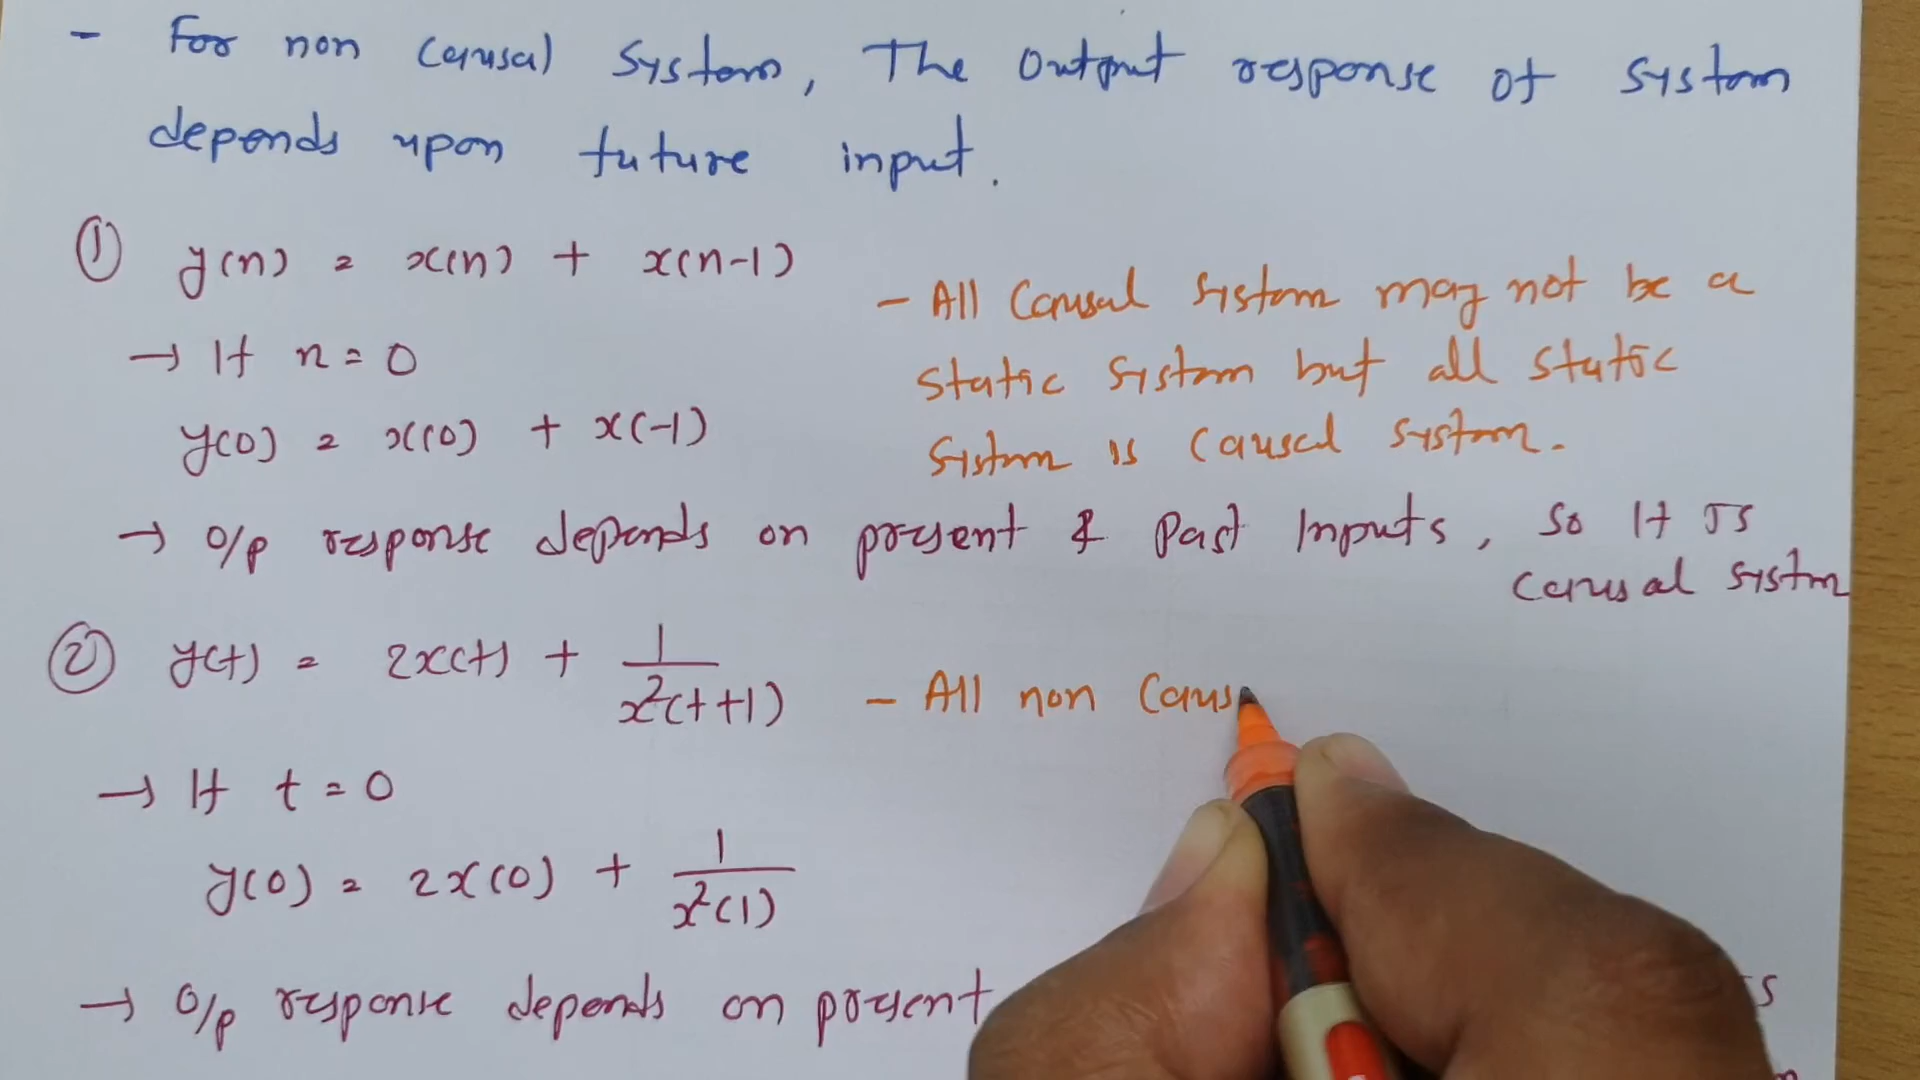 - For non causal system, The output response of system
depends upon future input.
① y(n) = x(n) + x(n-1)
- All Causal system may not be a
→ If n = 0
static system but all static
y(0) = x(0) + x(-1)
system is causal system.
→ O/p response depends on present & Past Inputs, So It Is
causal system
② y(t) = 2x(t) + 1/x²(t+1)
- All non Caus
→ If t = 0
y(0) = 2x(0) + 1/x²(1)
→ O/p response depends on present